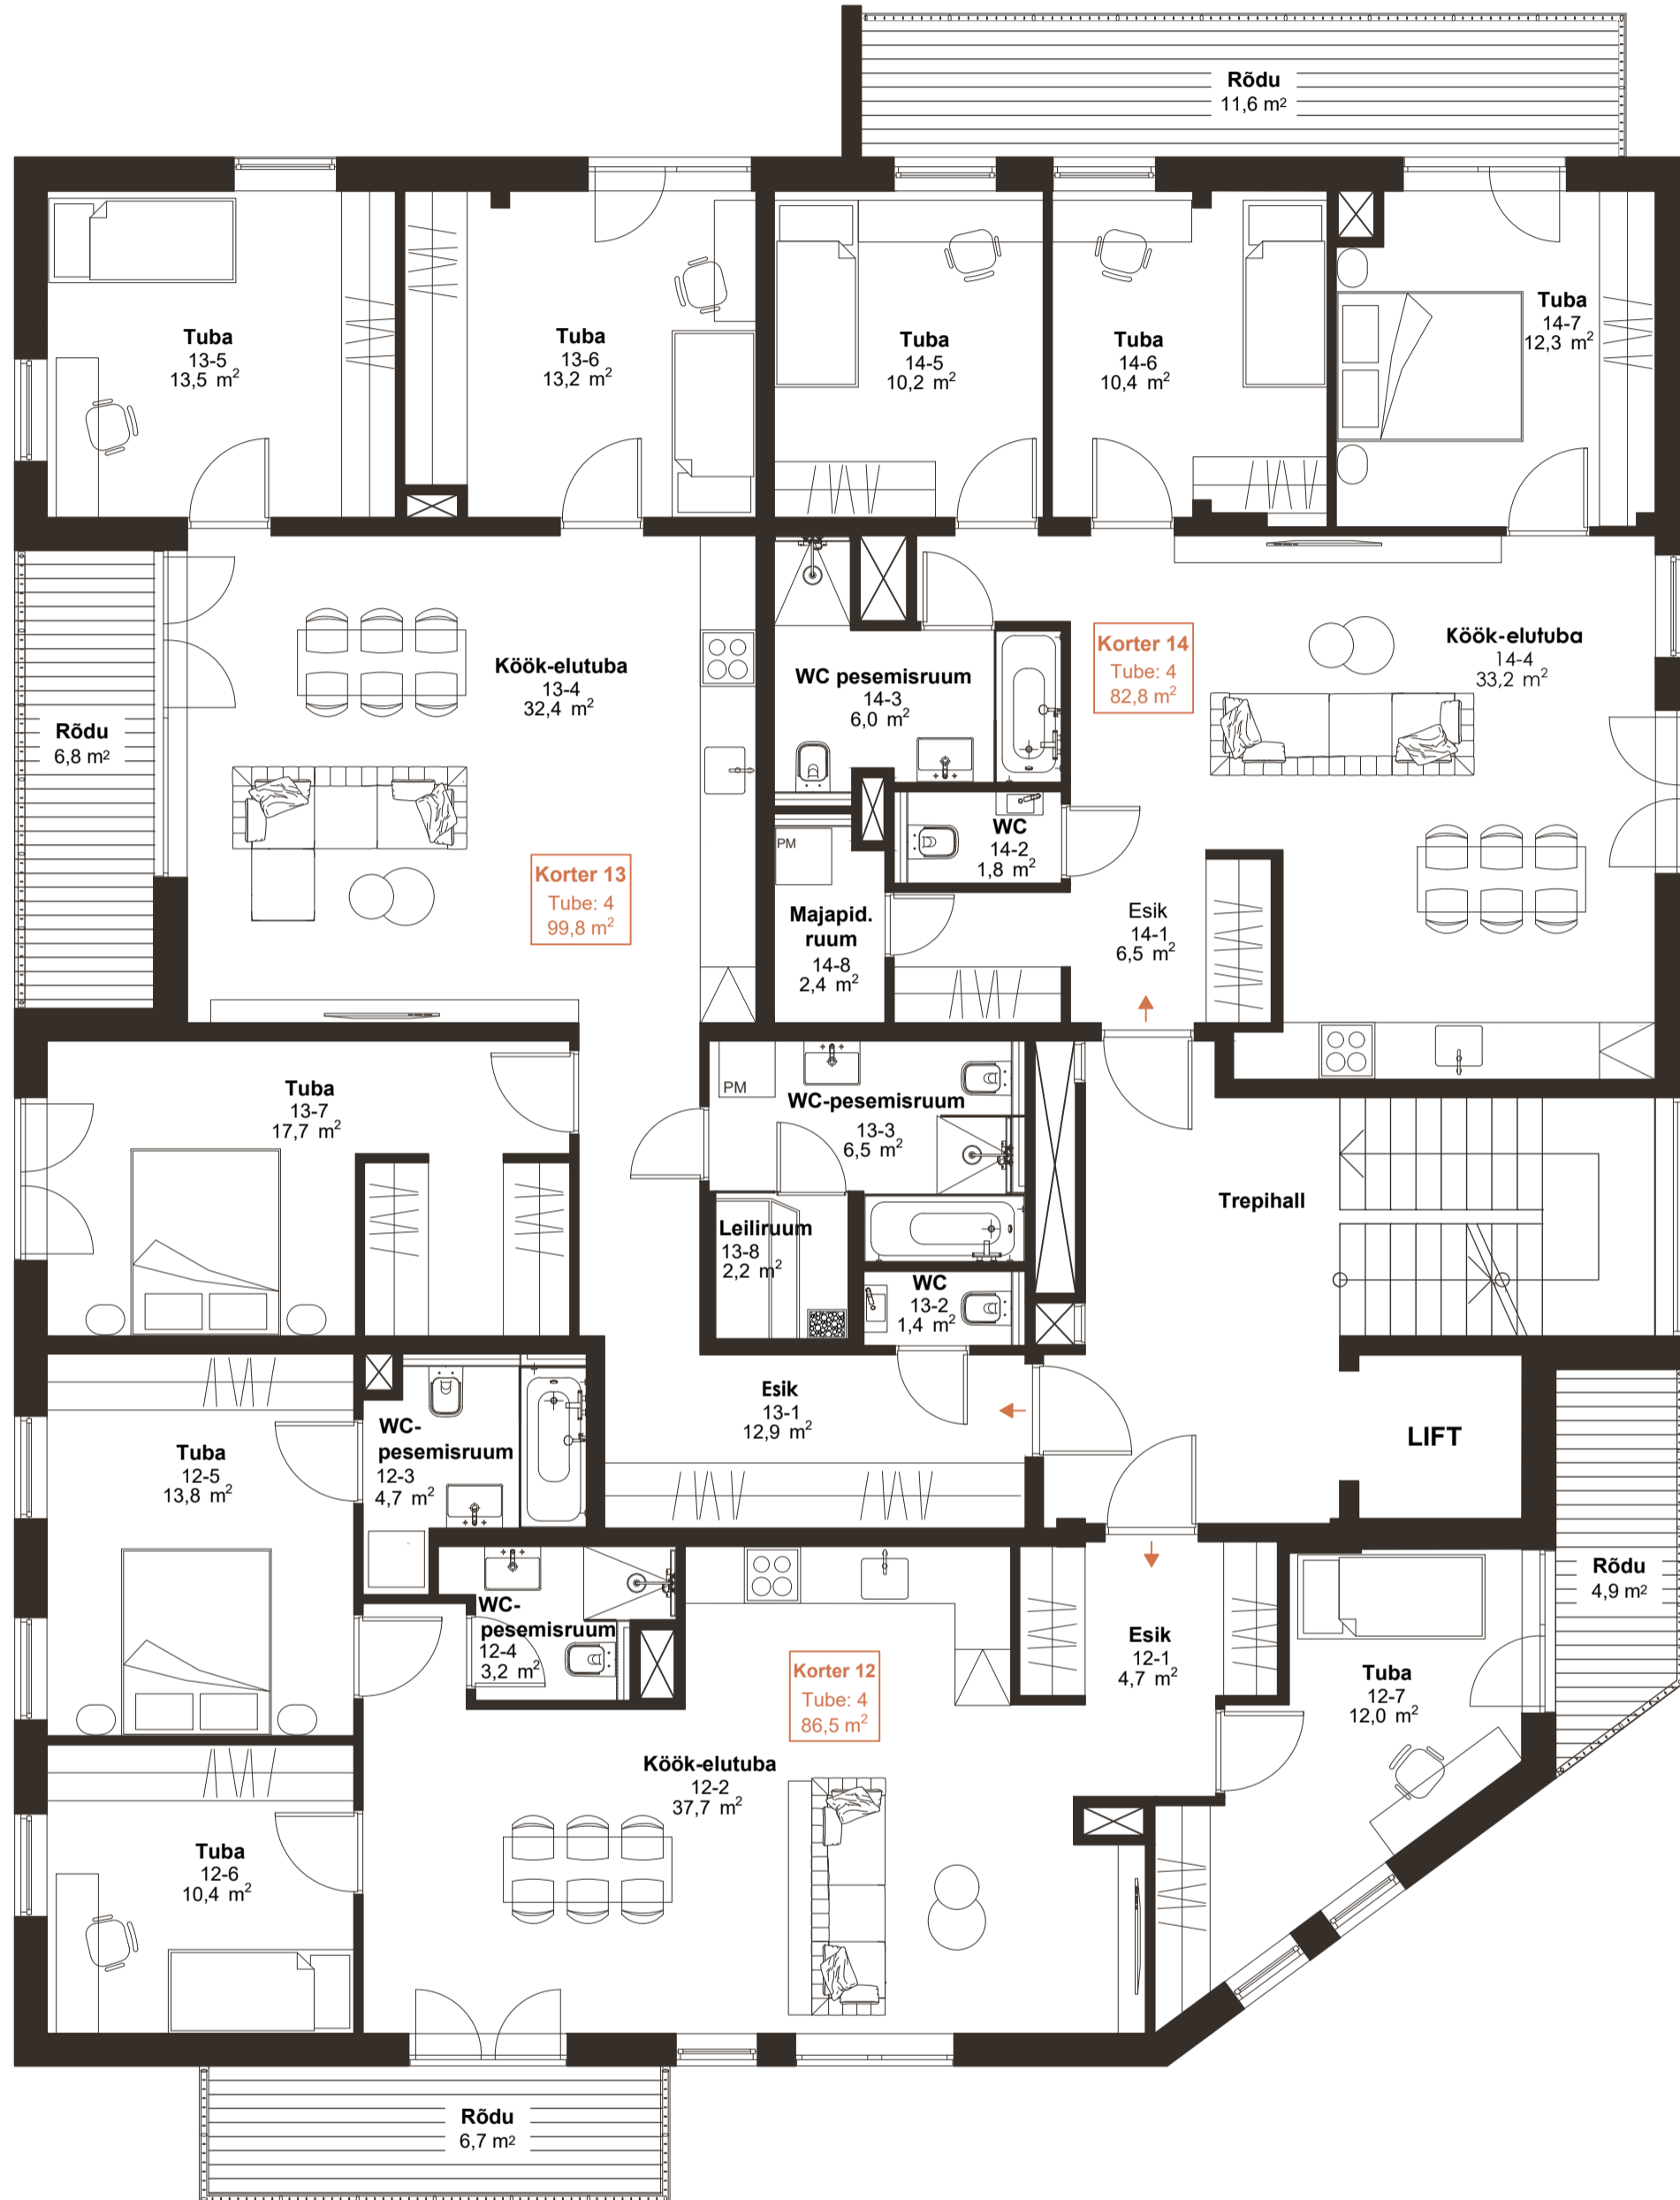 Rõdu
11,6 m²
Tuba
13-5
13,5 m²
Tuba
13-6
13,2 m²
Tuba
14-5
10,2 m²
Tuba
14-6
10,4 m²
Tuba
14-7
12,3 m²
Rõdu
6,8 m²
Köök-elutuba
13-4
32,4 m²
WC pesemisruum
14-3
6,0 m²
Korter 14
Tube: 4
82,8 m²
Köök-elutuba
14-4
33,2 m²
Korter 13
Tube: 4
99,8 m²
PM
WC
14-2
1,8 m²
Majapid.
ruum
14-8
2,4 m²
Esik
14-1
6,5 m²
Tuba
13-7
17,7 m²
PM
WC-pesemisruum
13-3
6,5 m²
Trepihall
Leiliruum
13-8
2,2 m²
WC
13-2
1,4 m²
Esik
13-1
12,9 m²
LIFT
Tuba
12-5
13,8 m²
WC-
pesemisruum
12-3
4,7 m²
WC-
pesemisruum
12-4
3,2 m²
Korter 12
Tube: 4
86,5 m²
Esik
12-1
4,7 m²
Tuba
12-7
12,0 m²
Rõdu
4,9 m²
Köök-elutuba
12-2
37,7 m²
Tuba
12-6
10,4 m²
Rõdu
6,7 m²